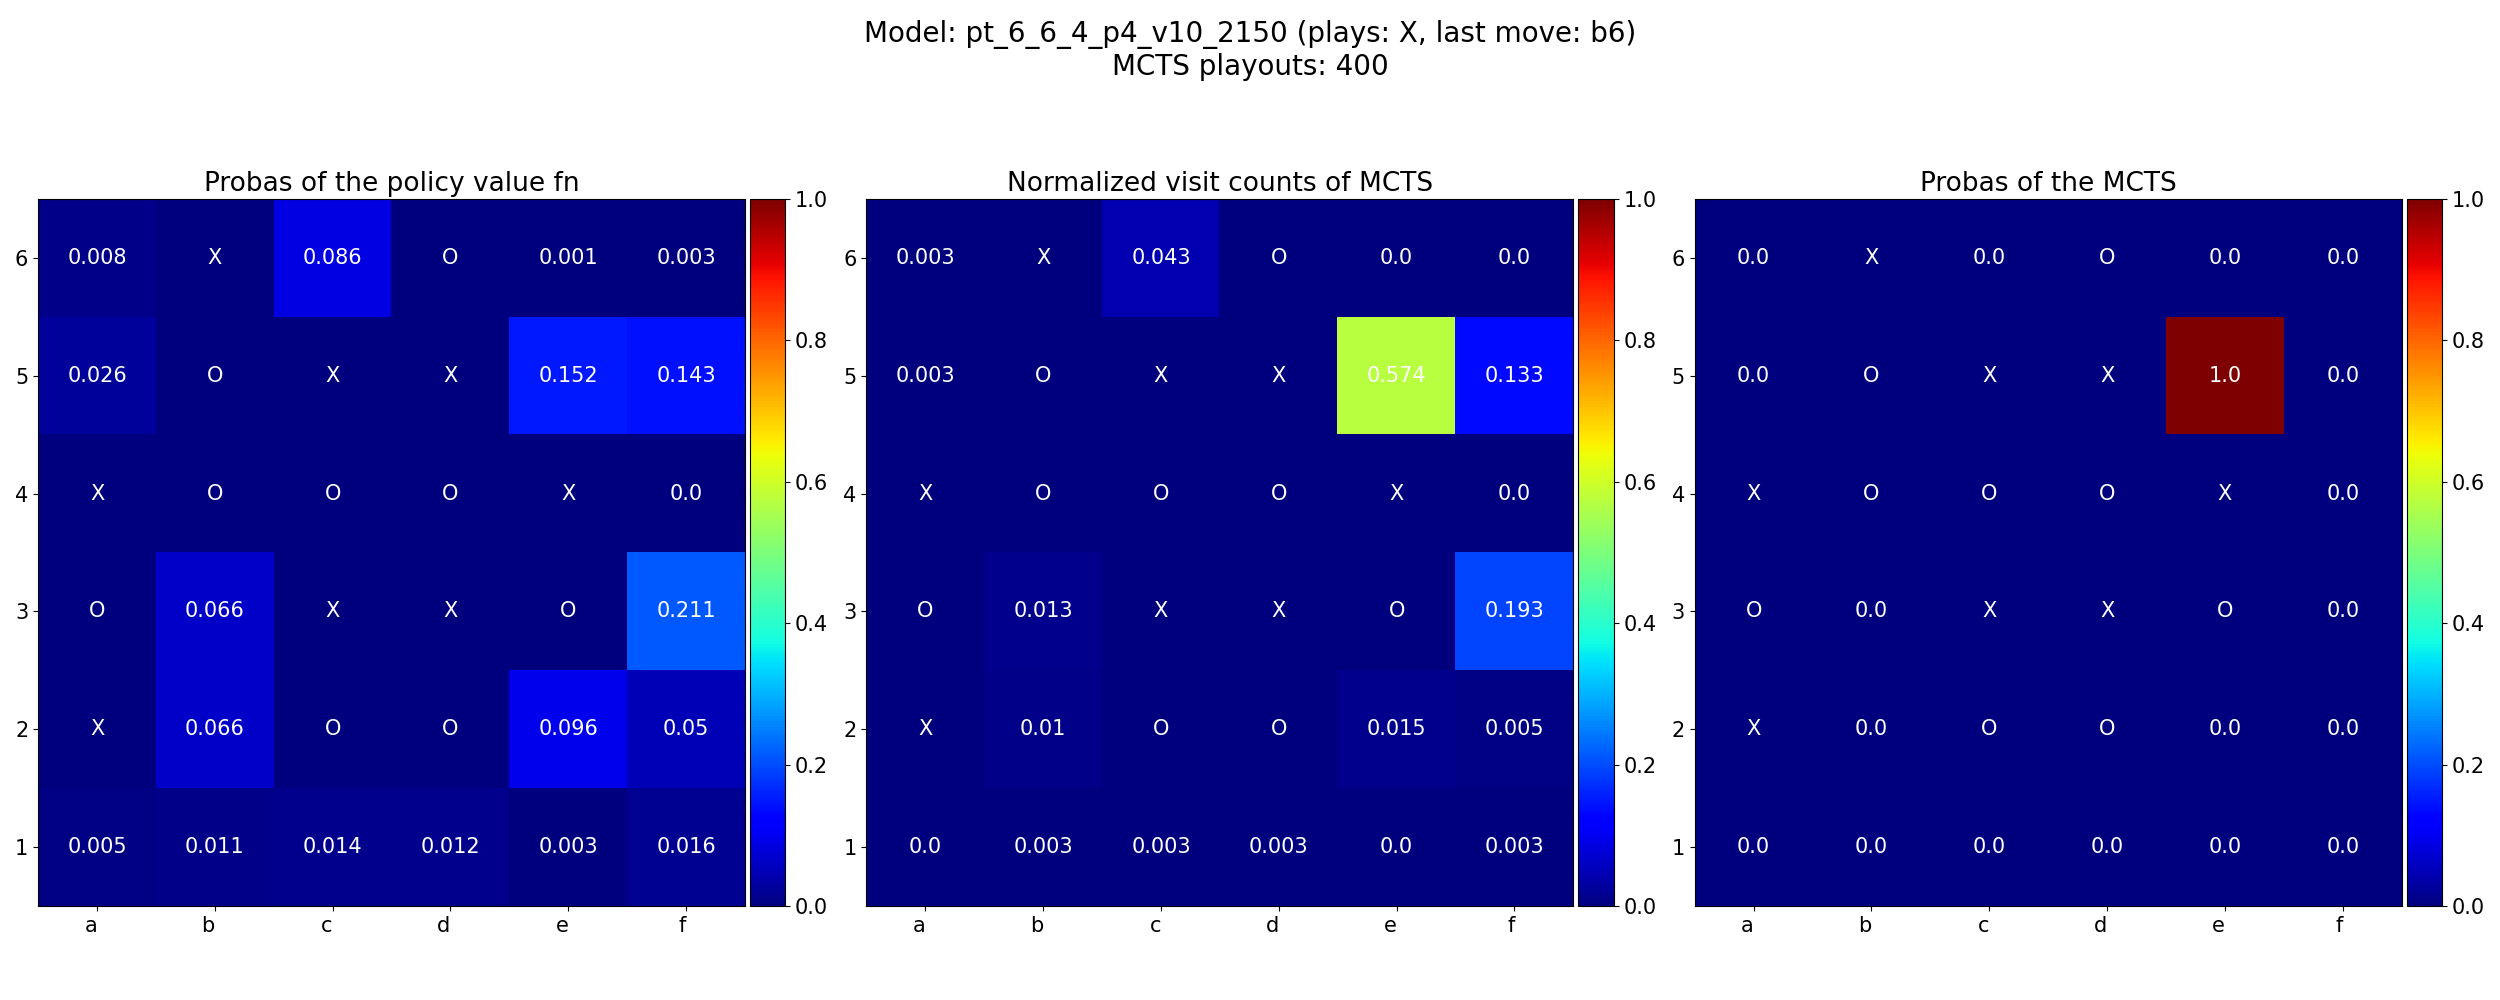 Model: pt_6_6_4_p4_v10_2150 (plays: X, last move: b6)
MCTS playouts: 400
Probas of the policy value fn
6 0.008 X 0.086 O 0.001 0.003
5 0.026 O X X 0.152 0.143
4 X O O O X 0.0
3 O 0.066 X X O 0.211
2 X 0.066 O O 0.096 0.05
1 0.005 0.011 0.014 0.012 0.003 0.016
a b c d e f
1.0
0.8
0.6
0.4
0.2
0.0
Normalized visit counts of MCTS
6 0.003 X 0.043 O 0.0 0.0
5 0.003 O X X 0.574 0.133
4 X O O O X 0.0
3 O 0.013 X X O 0.193
2 X 0.01 O O 0.015 0.005
1 0.0 0.003 0.003 0.003 0.0 0.003
a b c d e f
1.0
0.8
0.6
0.4
0.2
0.0
Probas of the MCTS
6 0.0 X 0.0 O 0.0 0.0
5 0.0 O X X 1.0 0.0
4 X O O O X 0.0
3 O 0.0 X X O 0.0
2 X 0.0 O O 0.0 0.0
1 0.0 0.0 0.0 0.0 0.0 0.0
a b c d e f
1.0
0.8
0.6
0.4
0.2
0.0